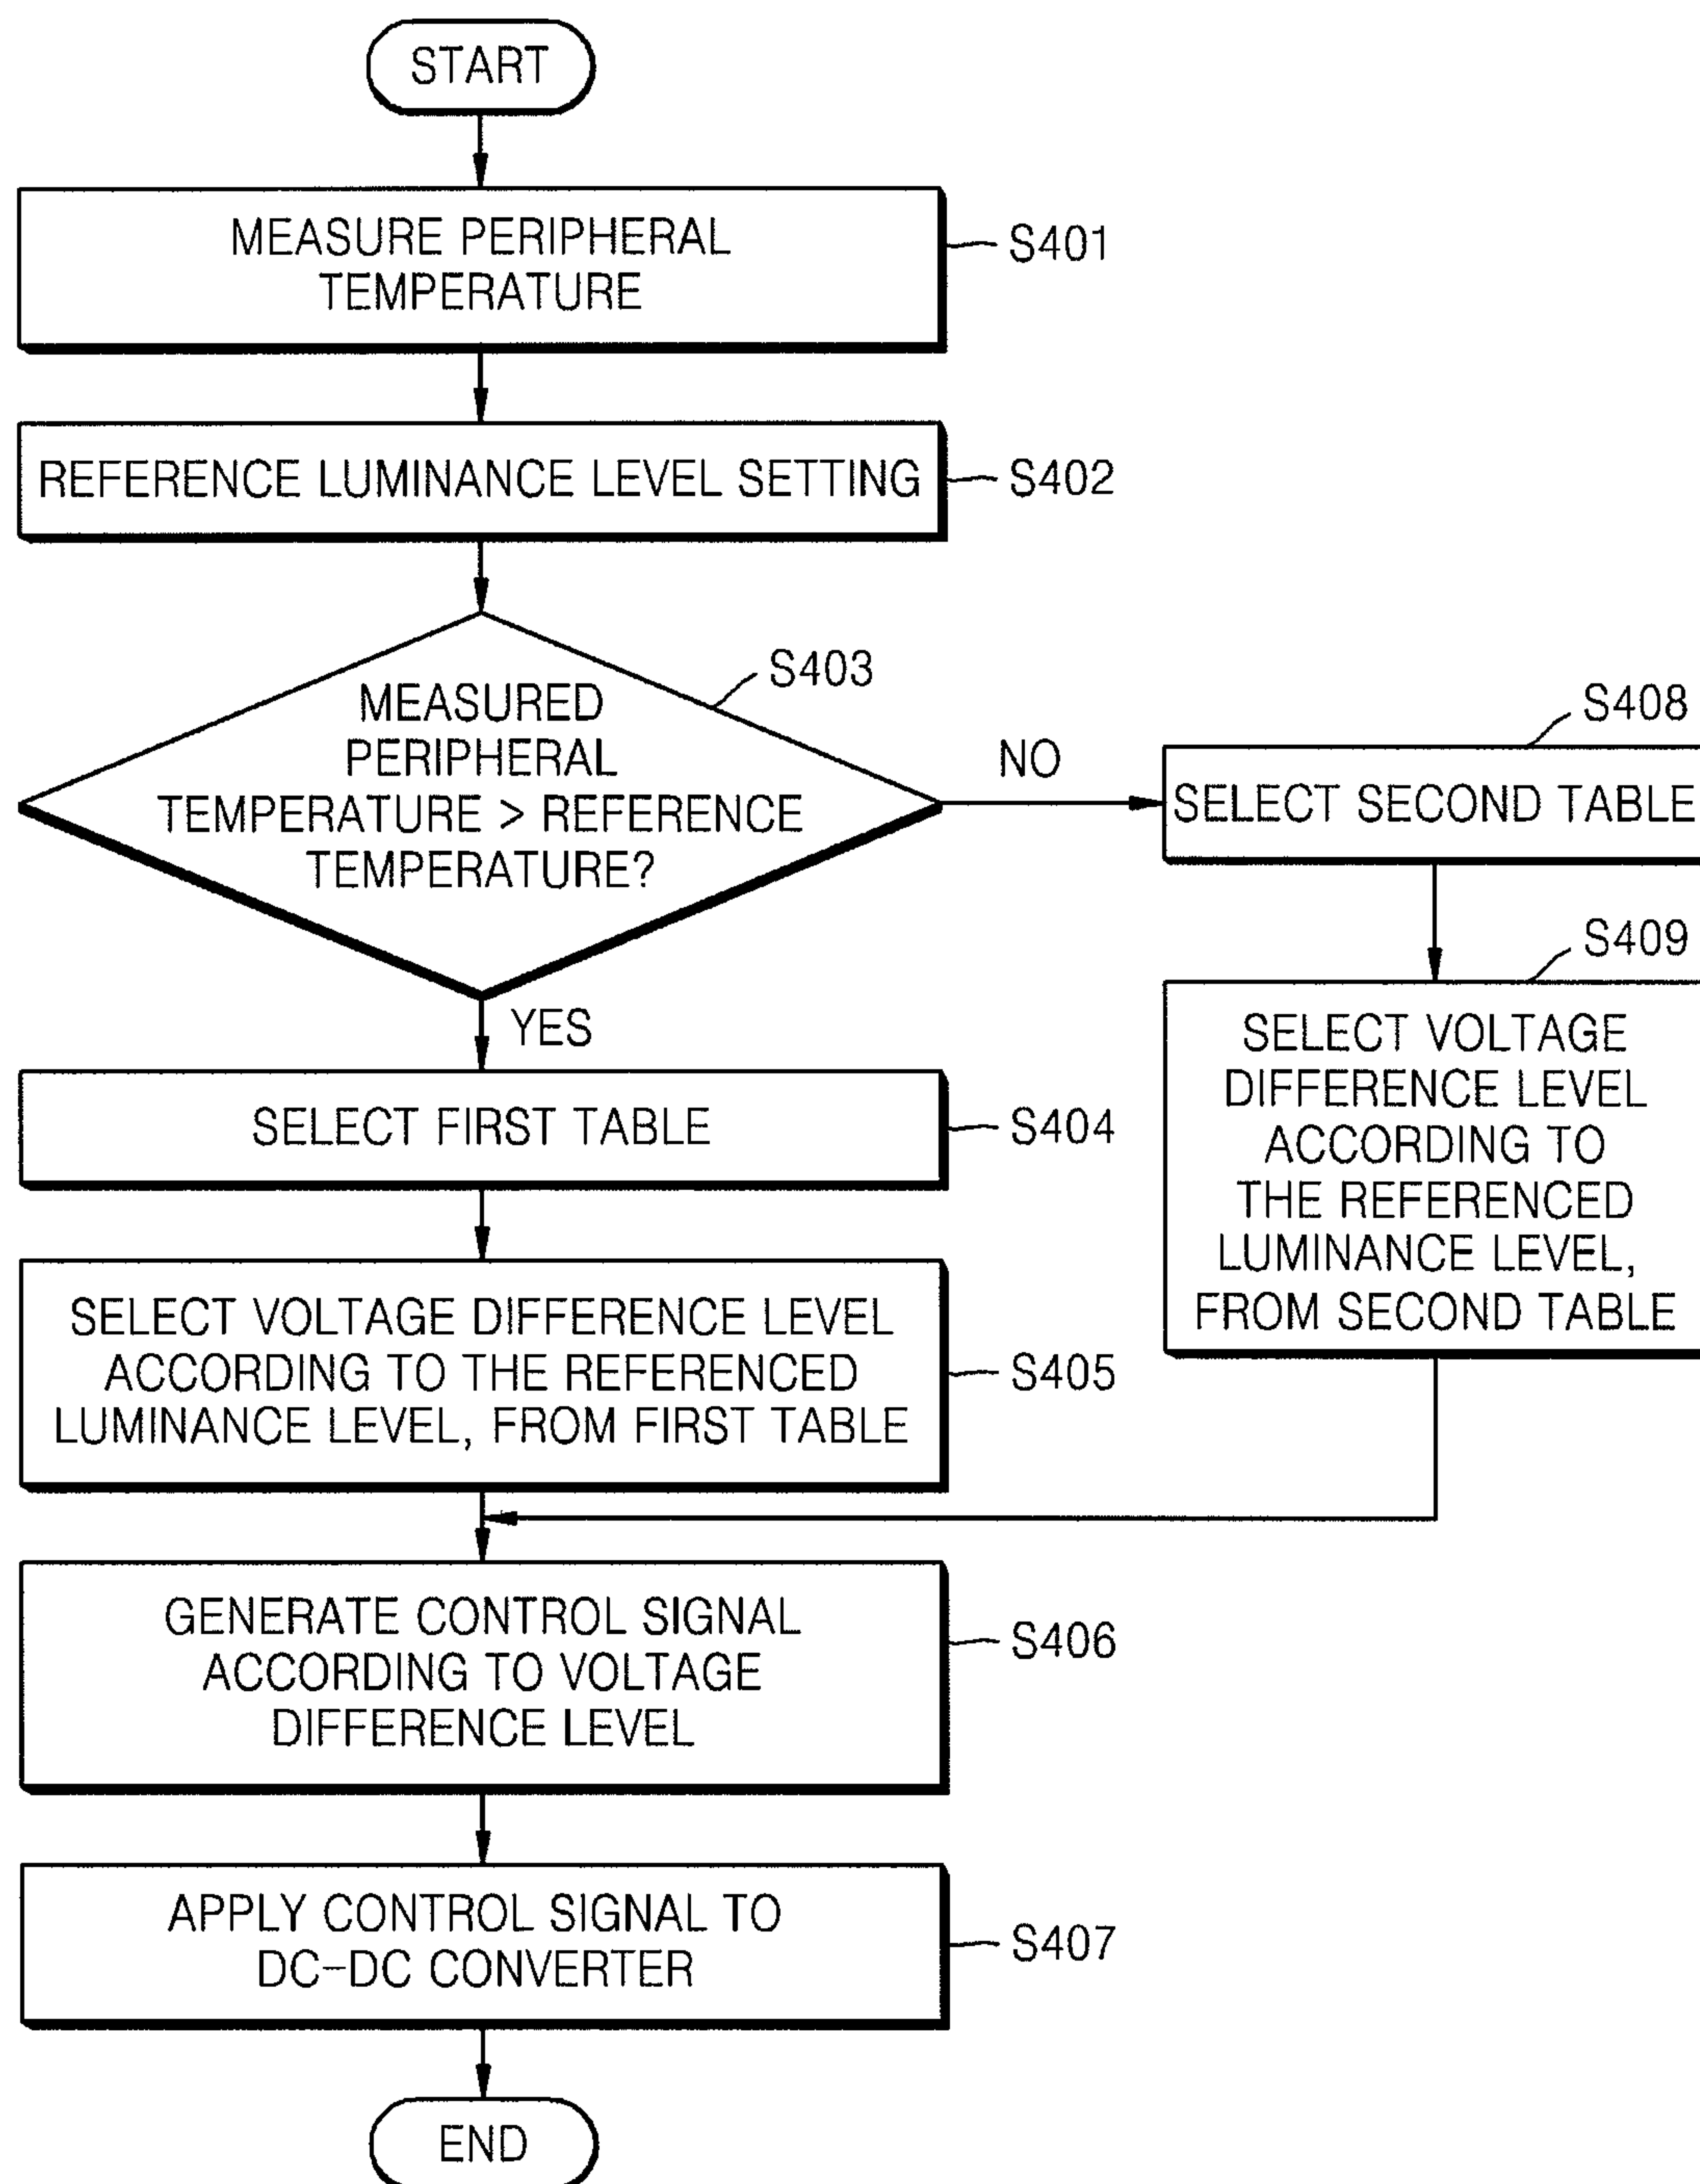 START
MEASURE PERIPHERAL
TEMPERATURE
S401
REFERENCE LUMINANCE LEVEL SETTING
S402
S403
MEASURED
PERIPHERAL
TEMPERATURE > REFERENCE
TEMPERATURE?
NO
YES
S408
SELECT SECOND TABLE
S409
SELECT VOLTAGE
DIFFERENCE LEVEL
ACCORDING TO
THE REFERENCED
LUMINANCE LEVEL,
FROM SECOND TABLE
SELECT FIRST TABLE
S404
SELECT VOLTAGE DIFFERENCE LEVEL
ACCORDING TO THE REFERENCED
LUMINANCE LEVEL, FROM FIRST TABLE
S405
GENERATE CONTROL SIGNAL
ACCORDING TO VOLTAGE
DIFFERENCE LEVEL
S406
APPLY CONTROL SIGNAL TO
DC-DC CONVERTER
S407
END